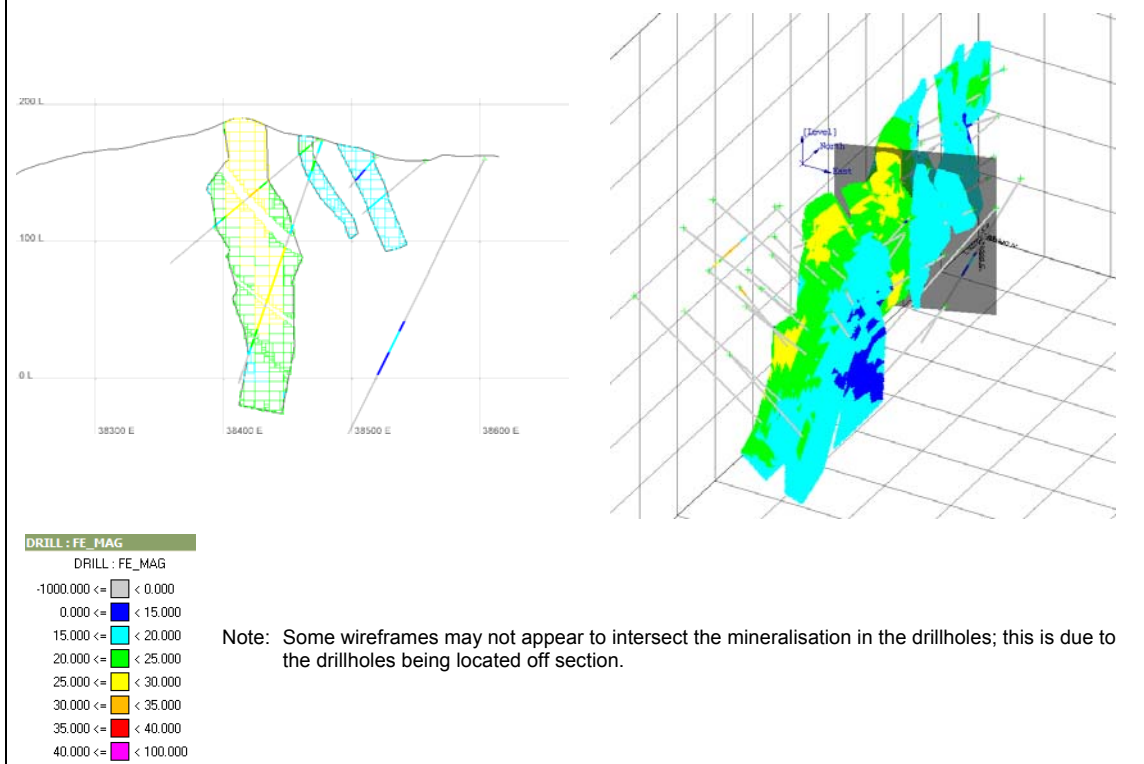 200 L
100 L
0 L
38300 E
38400 E
38500 E
38600 E
[Level]
North
East
DRILL : FE_MAG
DRILL : FE_MAG
-1000.000 <= < 0.000
0.000 <= < 15.000
15.000 <= < 20.000
20.000 <= < 25.000
25.000 <= < 30.000
30.000 <= < 35.000
35.000 <= < 40.000
40.000 <= < 100.000
Note: Some wireframes may not appear to intersect the mineralisation in the drillholes; this is due to
the drillholes being located off section.